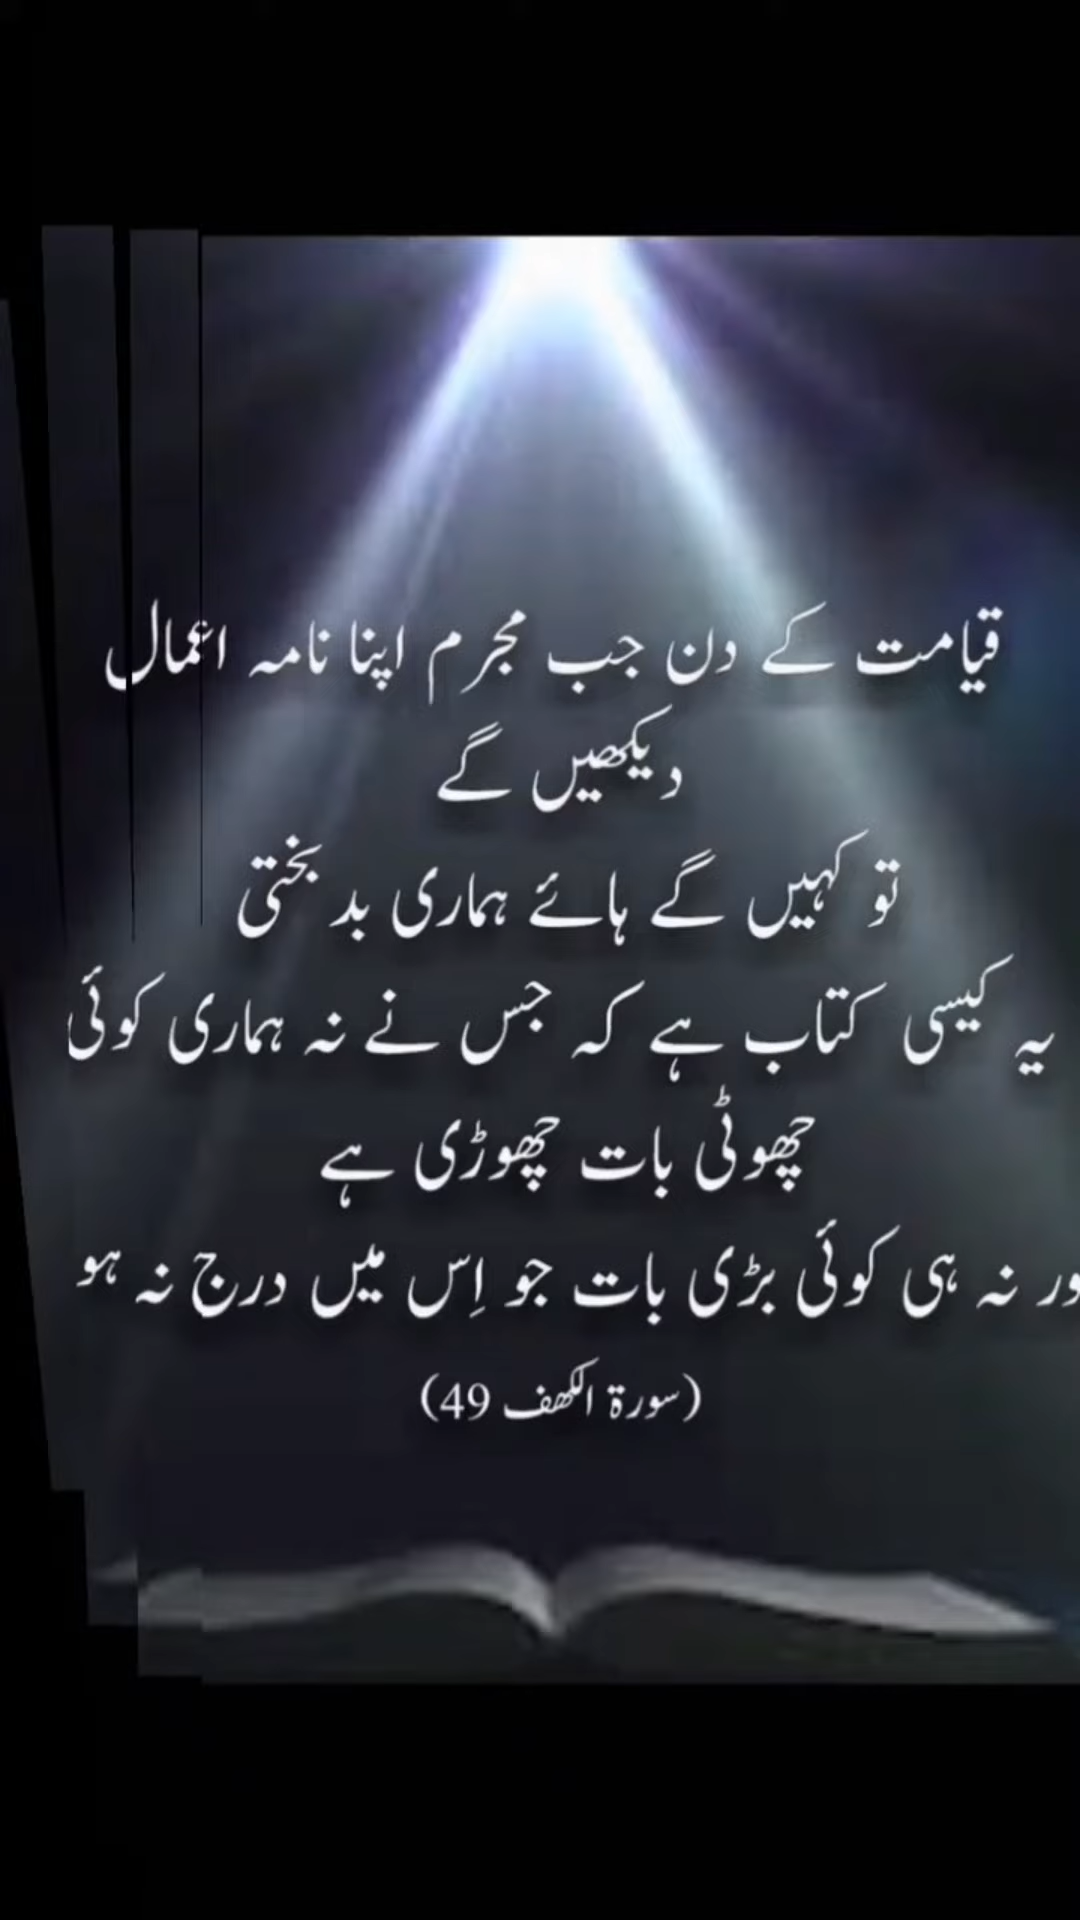 قیامت کے دن جب مجرم اپنا نامہ اعمال
دیکھیں گے
تو کہیں گے ہائے ہماری بدبختی
یہ کیسی کتاب ہے کہ جس نے نہ ہماری کوئی
چھوٹی بات چھوڑی ہے
ور نہ ہی کوئی بڑی بات جو اِس میں درج نہ ہو
(سورۃ الکھف 49)